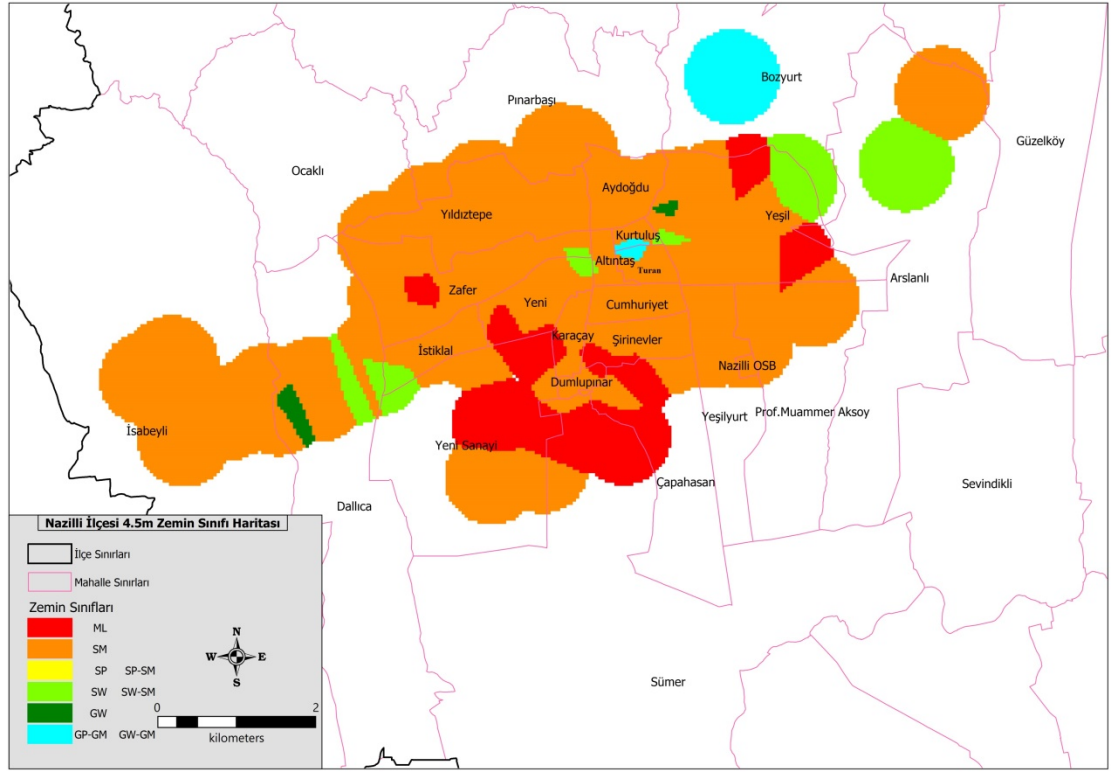 Bozyurt
Pınarbaşı
Güzelköy
Ocaklı
Aydoğdu
Yıldıztepe
Yeşil
Kurtuluş
Altıntaş
Turan
Arslanlı
Zafer
Yeni
Cumhuriyet
Karaçay
Şirinevler
İstiklal
Nazilli OSB
Dumlupınar
Yeşilyurt
Prof.Muammer Aksoy
İsabeyli
Yeni Sanayi
Çapahasan
Sevindikli
Dallıca
Sümer
Nazilli İlçesi 4.5m Zemin Sınıfı Haritası
İlçe Sınırları
Mahalle Sınırları
Zemin Sınıfları
ML
SM
SP SP-SM
SW SW-SM
GW
GP-GM GW-GM
N
W E
S
0 2
kilometers